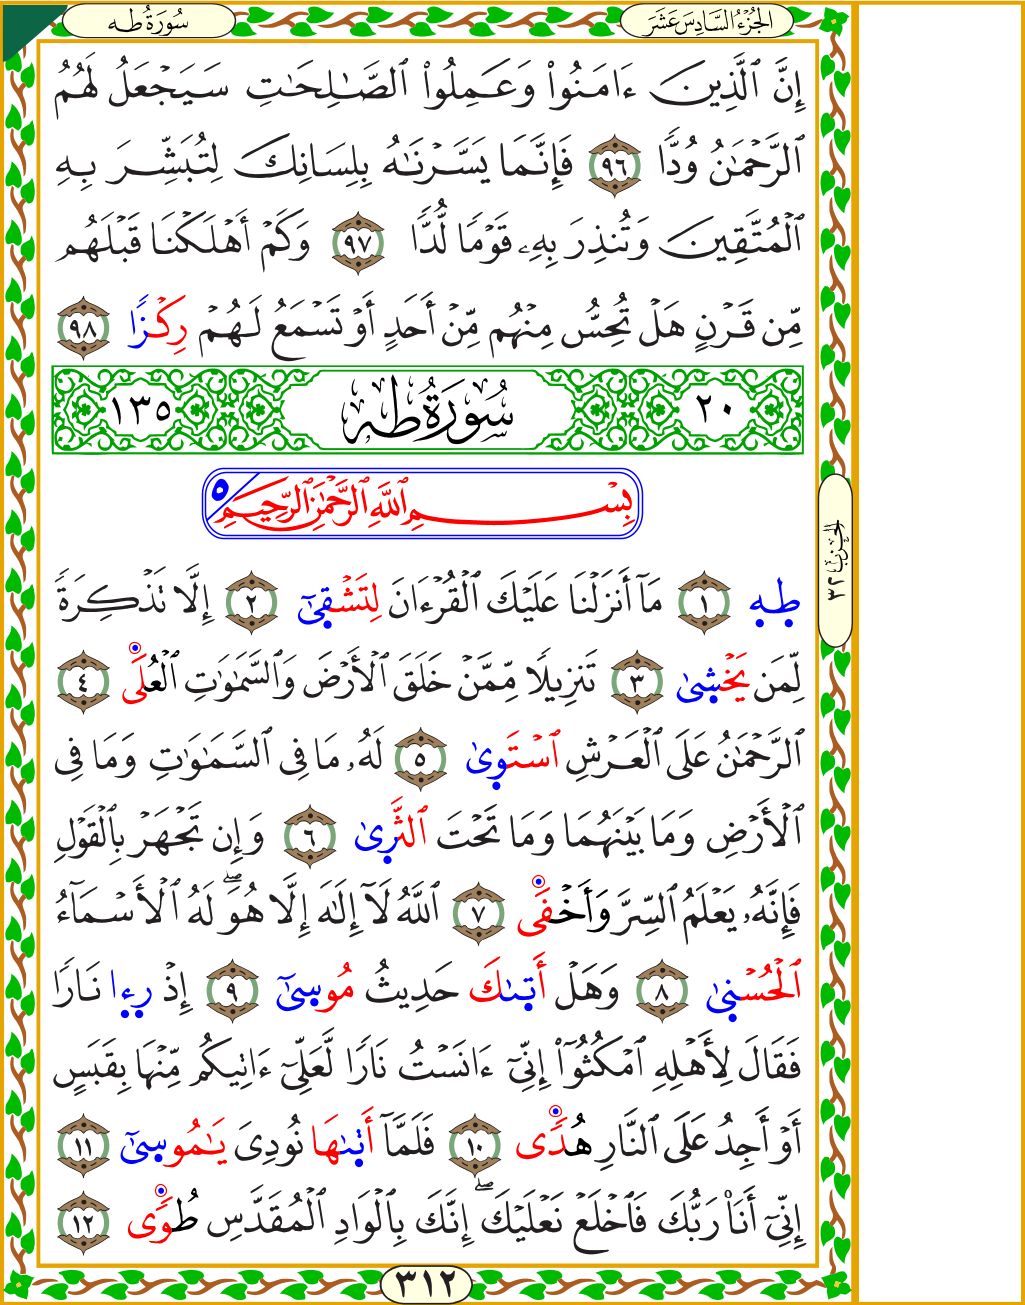 الجُزْءُ السَّادِسَ عَشَرَ
سُورَةُ طه
إِنَّ ٱلَّذِينَ ءَامَنُوا۟ وَعَمِلُوا۟ ٱلصَّـٰلِحَـٰتِ سَيَجْعَلُ لَهُمُ
ٱلرَّحْمَـٰنُ وُدًّا ٩٦ فَإِنَّمَا يَسَّرْنَـٰهُ بِلِسَانِكَ لِتُبَشِّرَ بِهِ
ٱلْمُتَّقِينَ وَتُنذِرَ بِهِۦ قَوْمًا لُّدًّا ٩٧ وَكَمْ أَهْلَكْنَا قَبْلَهُم
مِّن قَرْنٍ هَلْ تُحِسُّ مِنْهُم مِّنْ أَحَدٍ أَوْ تَسْمَعُ لَهُمْ رِكْزًا ٩٨
٢٠ سُورَةُ طه ١٣٥
بِسْمِ ٱللَّهِ ٱلرَّحْمَـٰنِ ٱلرَّحِيمِ ٥
طه ١ مَآ أَنزَلْنَا عَلَيْكَ ٱلْقُرْءَانَ لِتَشْقِىٰٓ ٢ إِلَّا تَذْكِرَةً
لِّمَن يَخْشِىٰ ٣ تَنزِيلًا مِّمَّنْ خَلَقَ ٱلْأَرْضَ وَٱلسَّمَـٰوَٰتِ ٱلْعُلَى ٤
ٱلرَّحْمَـٰنُ عَلَى ٱلْعَرْشِ ٱسْتَوِىٰ ٥ لَهُۥ مَا فِى ٱلسَّمَـٰوَٰتِ وَمَا فِى
ٱلْأَرْضِ وَمَا بَيْنَهُمَا وَمَا تَحْتَ ٱلثَّرِىٰ ٦ وَإِن تَجْهَرْ بِٱلْقَوْلِ
فَإِنَّهُۥ يَعْلَمُ ٱلسِّرَّ وَأَخْفَى ٧ ٱللَّهُ لَآ إِلَـٰهَ إِلَّا هُوَ ۖ لَهُ ٱلْأَسْمَآءُ
ٱلْحُسْنِىٰ ٨ وَهَلْ أَتِىٰكَ حَدِيثُ مُوسِىٰٓ ٩ إِذْ رِءِا نَارًا
فَقَالَ لِأَهْلِهِ ٱمْكُثُوٓا۟ إِنِّىٓ ءَانَسْتُ نَارًا لَّعَلِّىٓ ءَاتِيكُم مِّنْهَا بِقَبَسٍ
أَوْ أَجِدُ عَلَى ٱلنَّارِ هُدًى ١٠ فَلَمَّآ أَتِىٰهَا نُودِىَ يَـٰمُوسِىٰٓ ١١
إِنِّىٓ أَنَا۠ رَبُّكَ فَٱخْلَعْ نَعْلَيْكَ ۖ إِنَّكَ بِٱلْوَادِ ٱلْمُقَدَّسِ طُوًى ١٢
الحزب ٣٢
٣١٢